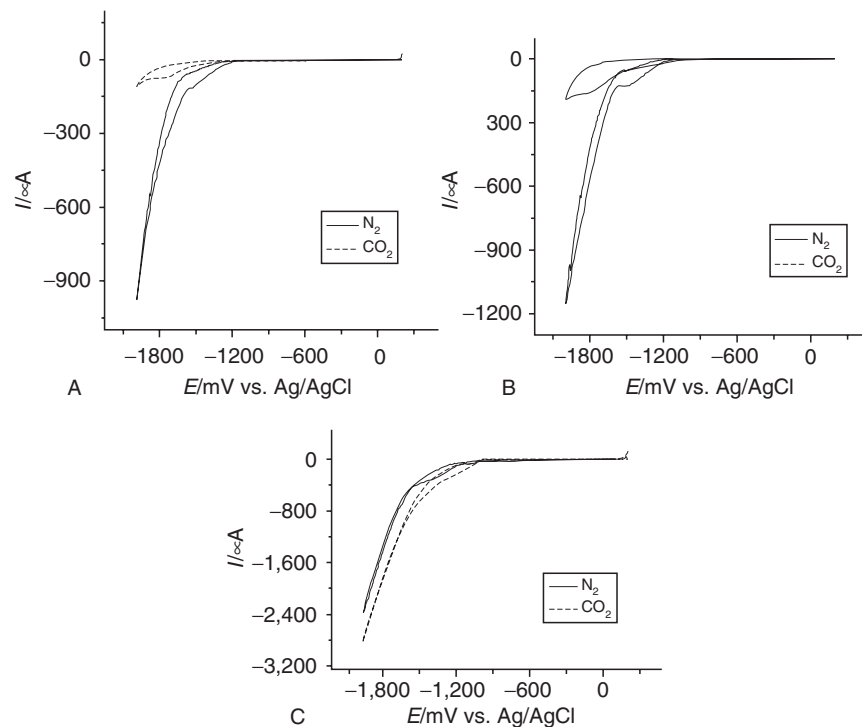 0
−300
−600
−900
I/∝A
N₂
CO₂
−1800 −1200 −600 0
E/mV vs. Ag/AgCl
A
0
300
−600
−900
−1200
I/∝A
N₂
CO₂
−1800 −1200 −600 0
E/mV vs. Ag/AgCl
B
0
−800
−1,600
−2,400
−3,200
I/∝A
N₂
CO₂
−1,800 −1,200 −600 0
E/mV vs. Ag/AgCl
C